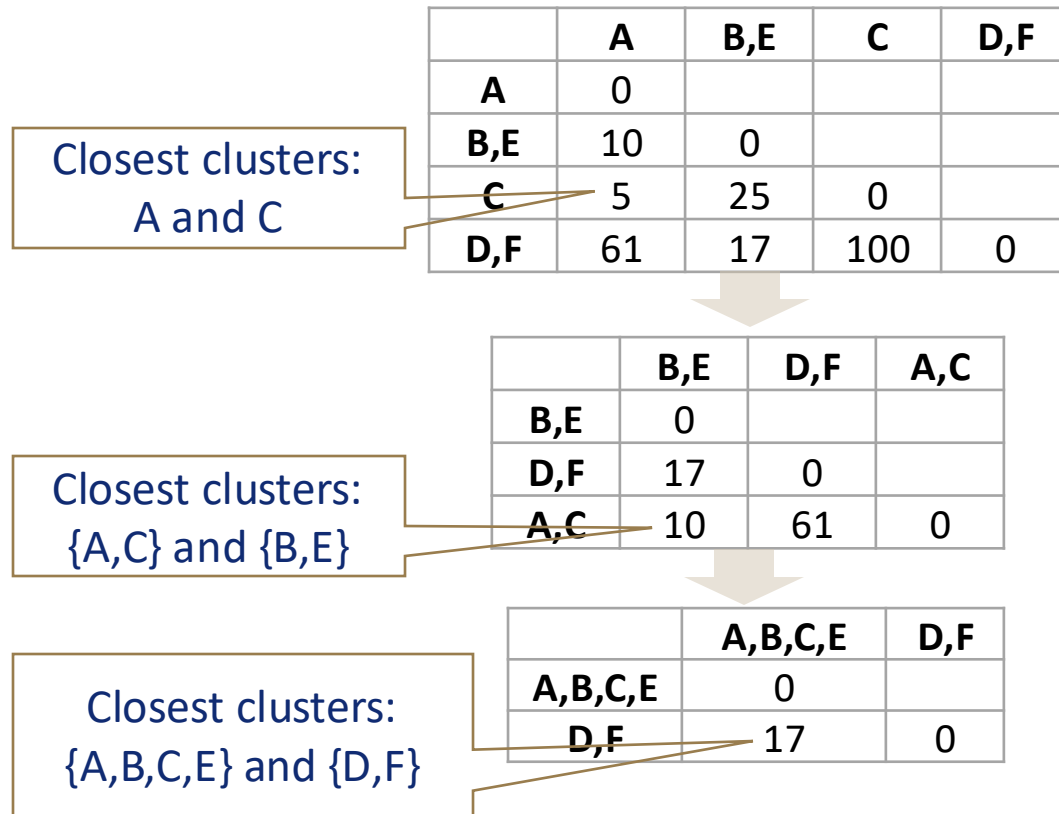 A B,E C D,F
A 0
B,E 10 0
Closest clusters:
A and C
C 5 25 0
D,F 61 17 100 0
B,E D,F A,C
B,E 0
D,F 17 0
Closest clusters:
{A,C} and {B,E}
A,C 10 61 0
A,B,C,E D,F
A,B,C,E 0
Closest clusters:
{A,B,C,E} and {D,F}
D,F 17 0